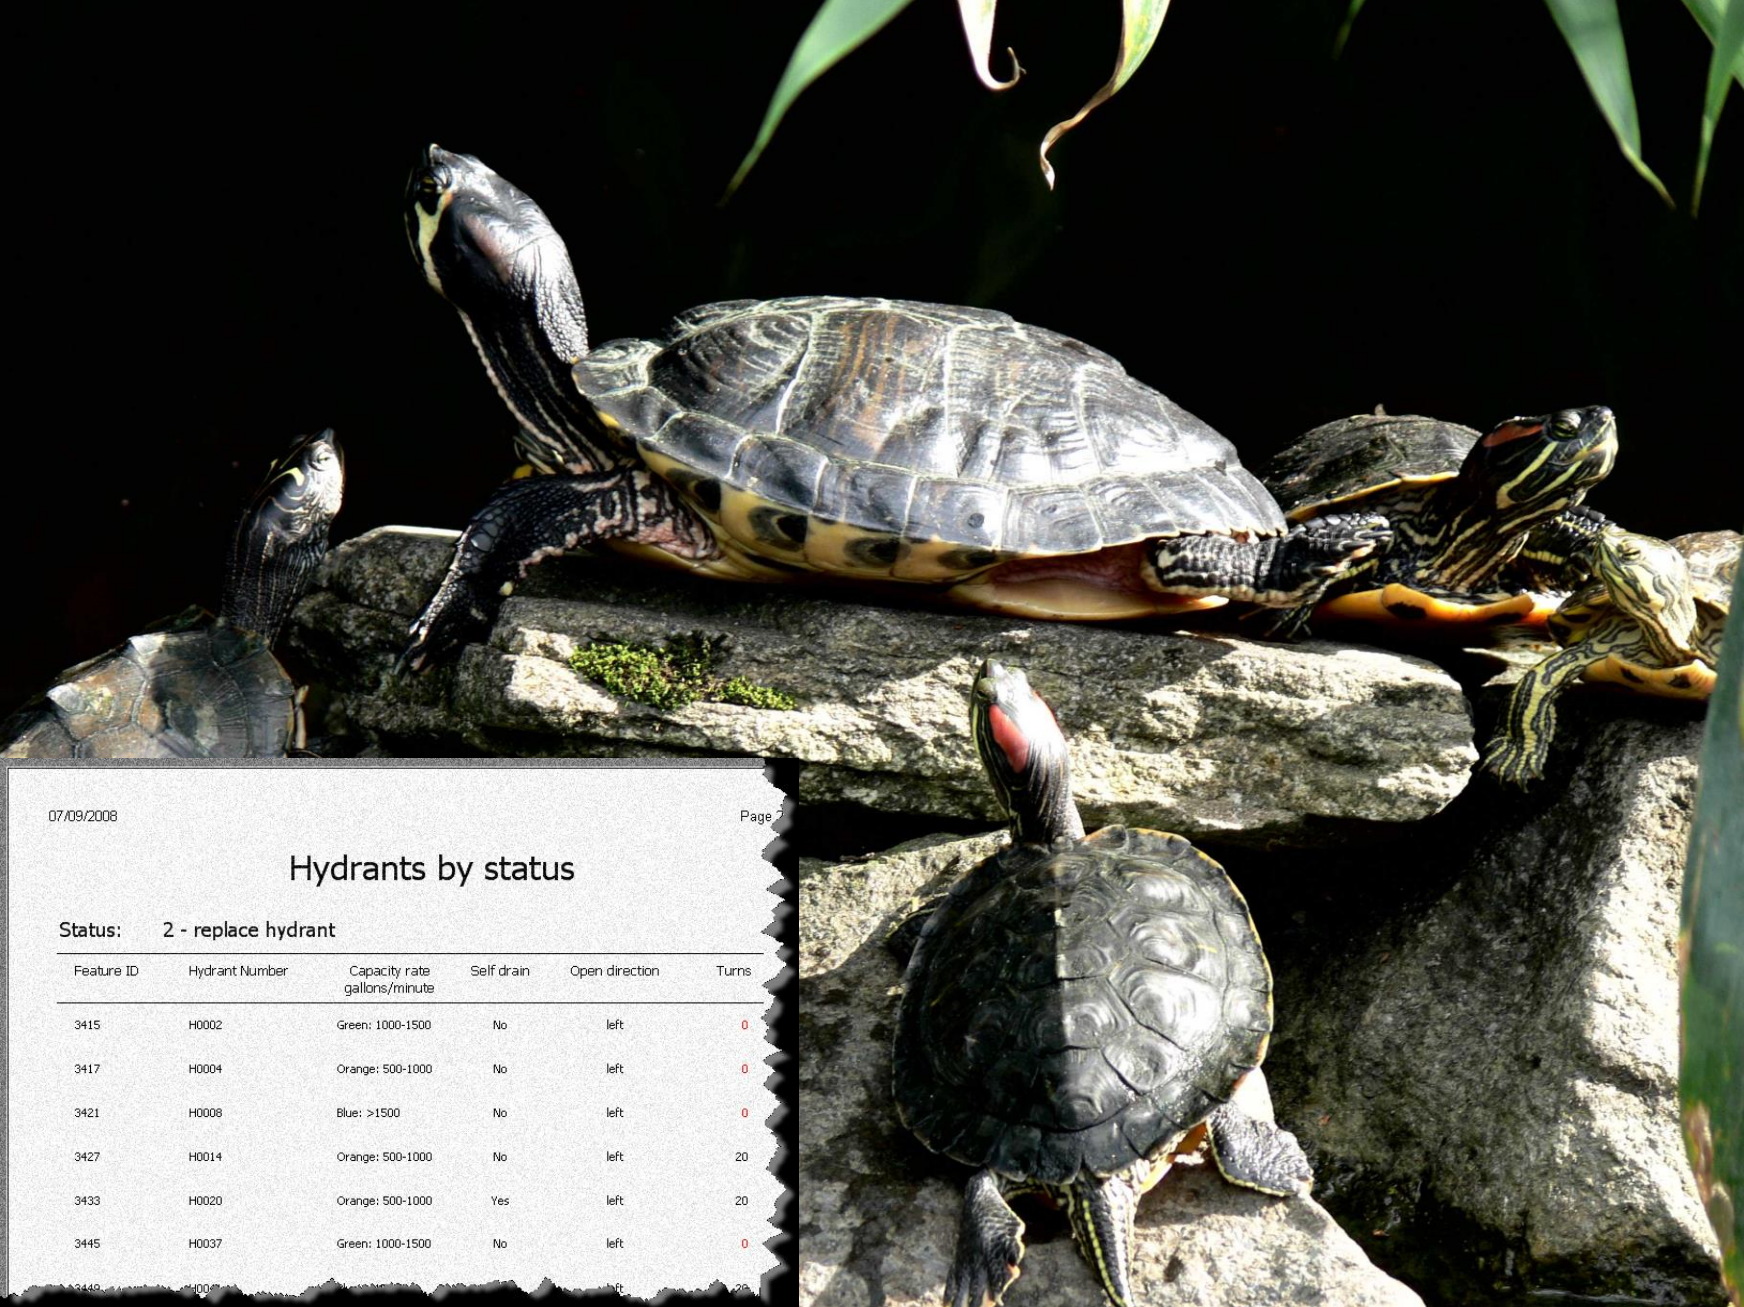 07/09/2008 Page
Hydrants by status
Status: 2 - replace hydrant
Feature ID Hydrant Number Capacity rate gallons/minute Self drain Open direction Turns
3415 H0002 Green: 1000-1500 No left 0
3417 H0004 Orange: 500-1000 No left 0
3421 H0008 Blue: >1500 No left 0
3427 H0014 Orange: 500-1000 No left 20
3433 H0020 Orange: 500-1000 Yes left 20
3445 H0037 Green: 1000-1500 No left 0